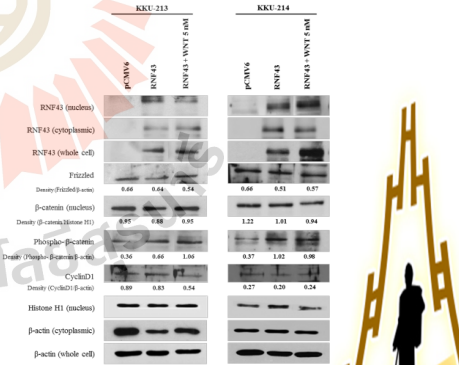 KKU-213 KKU-214
pCMV6 RNF43 RNF43 + WNT 5 nM pCMV6 RNF43 RNF43 + WNT 5 nM
RNF43 (nucleus)
RNF43 (cytoplasmic)
RNF43 (whole cell)
Frizzled
Density (Frizzled/β-actin) 0.66 0.64 0.54 0.66 0.51 0.57
β-catenin (nucleus)
Density (β-catenin/Histone H1) 0.95 0.88 0.95 1.22 1.01 0.94
Phospho-β-catenin
Density (Phospho- β-catenin/β-actin) 0.36 0.66 1.06 0.37 1.02 0.98
CyclinD1
Density (CyclinD1/β-actin) 0.89 0.83 0.54 0.27 0.20 0.24
Histone H1 (nucleus)
β-actin (cytoplasmic)
β-actin (whole cell)